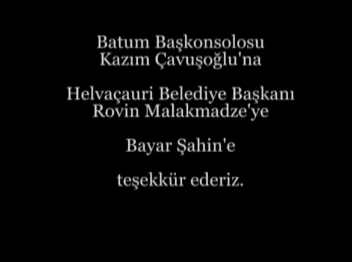 Batum Başkonsolosu
Kazım Çavuşoğlu'na
Helvaçauri Belediye Başkanı
Rovin Malakmadze'ye
Bayar Şahin'e
teşekkür ederiz.